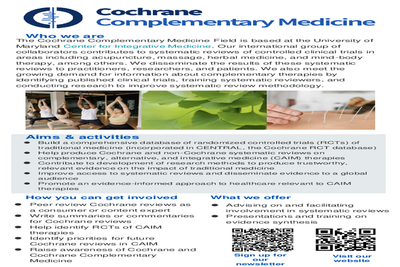 Cochrane
Complementary Medicine
Who we are
The Cochrane Complementary Medicine Field is based at the University of
Maryland Center for Integrative Medicine. Our international group of
collaborators contributes to systematic reviews of controlled clinical trials in
areas including acupuncture, massage, herbal medicine, and mind-body
therapy, among others. We disseminate the results of these systematic
reviews to practitioners, researchers, and patients. We also meet the
growing demand for information about complementary therapies by
identifying published clinical trials, training systematic reviewers, and
conducting research to improve systematic review methodology.
Aims & activities
● Build a comprehensive database of randomized controlled trials (RCTs) of
traditional medicine (incorporated in CENTRAL, the Cochrane RCT database)
● Help produce Cochrane and non-Cochrane systematic reviews on
complementary, alternative, and integrative medicine (CAIM) therapies
● Contribute to development of research methods to produce trustworthy,
relevant evidence on the impact of traditional medicine
● Improve access to systematic reviews and disseminate evidence to a global
audience
● Promote an evidence-informed approach to healthcare relevant to CAIM
therapies
How you can get involved
● Peer review Cochrane reviews as
a consumer or content expert
● Write summaries or commentaries
for Cochrane reviews
● Help identify RCTs of CAIM
therapies
● Identify priorities for future
Cochrane reviews in CAIM
● Raise awareness of Cochrane and
Cochrane Complementary
Medicine
What we offer
● Advising on and facilitating
involvement in systematic reviews
● Presentations and training on
evidence synthesis
Sign up for
our
newsletter
Visit our
website